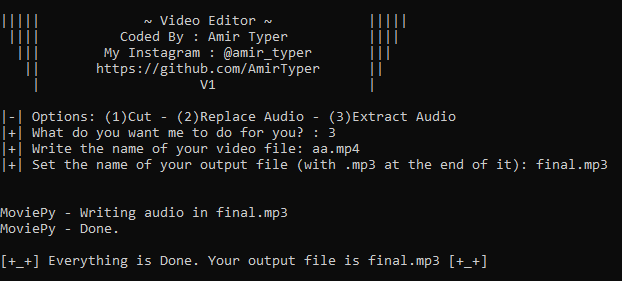 ||||| ~ Video Editor ~ |||||
|||| Coded By : Amir Typer ||||
||| My Instagram : @amir_typer |||
|| https://github.com/AmirTyper ||
| V1 |
|-| Options: (1)Cut - (2)Replace Audio - (3)Extract Audio
|+| What do you want me to do for you? : 3
|+| Write the name of your video file: aa.mp4
|+| Set the name of your output file (with .mp3 at the end of it): final.mp3
MoviePy - Writing audio in final.mp3
MoviePy - Done.
[+_+] Everything is Done. Your output file is final.mp3 [+_+]